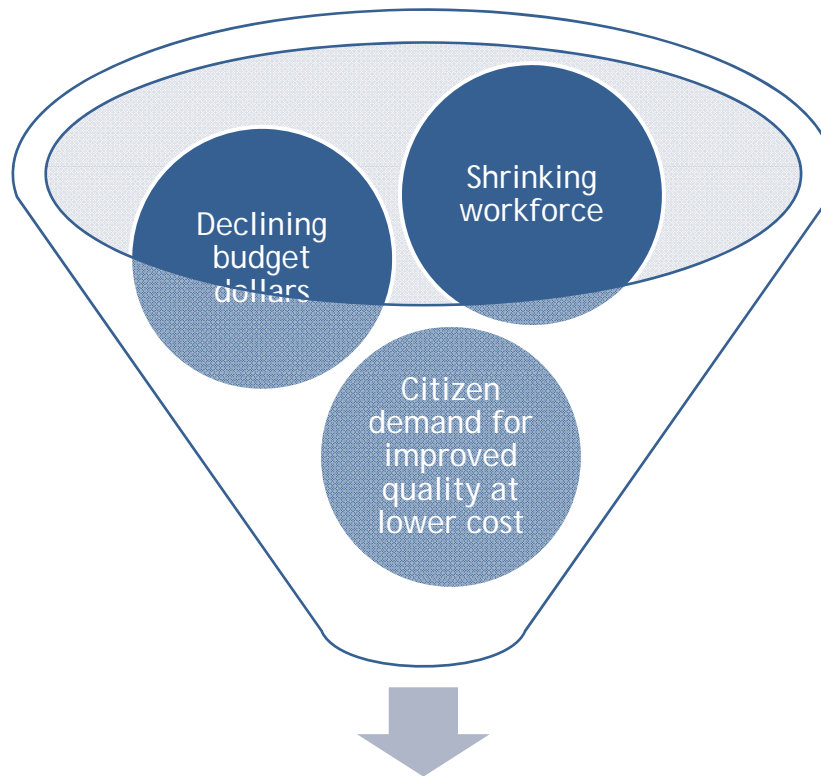 Shrinking
workforce
Declining
budget
dollars
Citizen
demand for
improved
quality at
lower cost